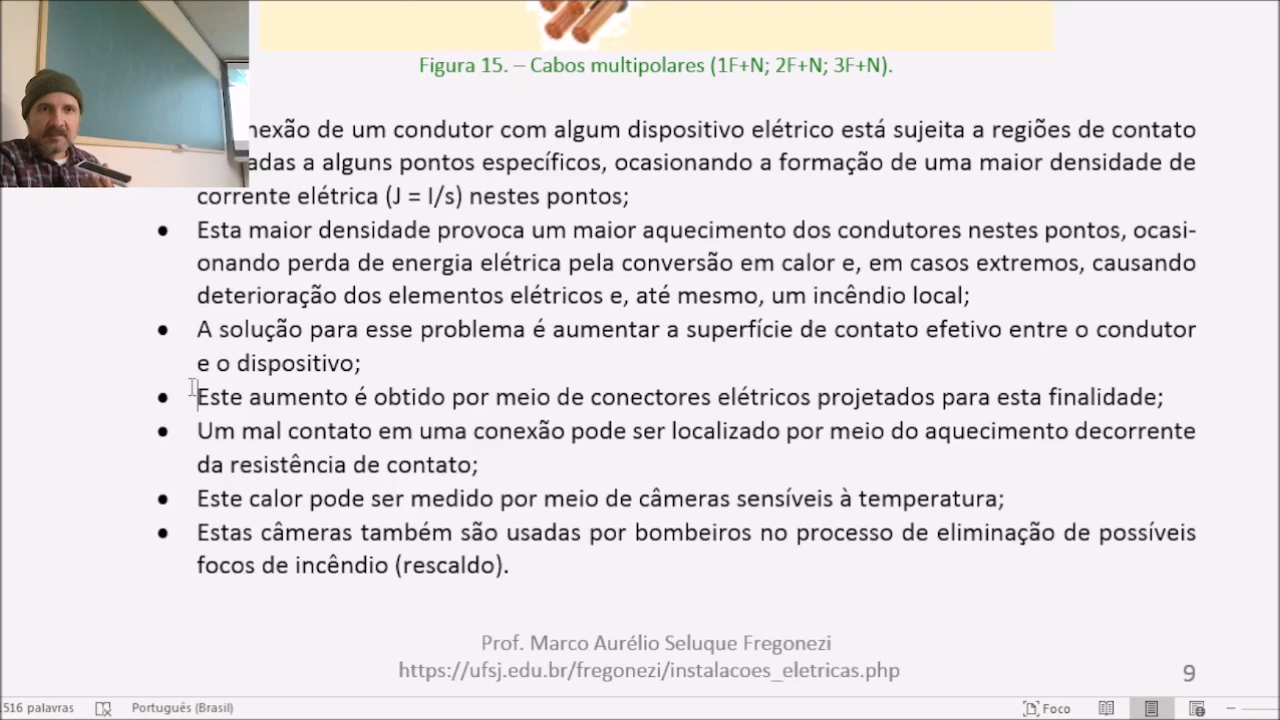 Figura 15. – Cabos multipolares (1F+N; 2F+N; 3F+N).
de um condutor com algum dispositivo elétrico está sujeita a regiões de contato
a alguns pontos específicos, ocasionando a formação de uma maior densidade de
corrente elétrica (J = I/s) nestes pontos;
• Esta maior densidade provoca um maior aquecimento dos condutores nestes pontos, ocasi-
onando perda de energia elétrica pela conversão em calor e, em casos extremos, causando
deterioração dos elementos elétricos e, até mesmo, um incêndio local;
• A solução para esse problema é aumentar a superfície de contato efetivo entre o condutor
e o dispositivo;
• Este aumento é obtido por meio de conectores elétricos projetados para esta finalidade;
• Um mal contato em uma conexão pode ser localizado por meio do aquecimento decorrente
da resistência de contato;
• Este calor pode ser medido por meio de câmeras sensíveis à temperatura;
• Estas câmeras também são usadas por bombeiros no processo de eliminação de possíveis
focos de incêndio (rescaldo).
Prof. Marco Aurélio Seluque Fregonezi
https://ufsj.edu.br/fregonezi/instalacoes_eletricas.php
9
516 palavras
Português (Brasil)
Foco